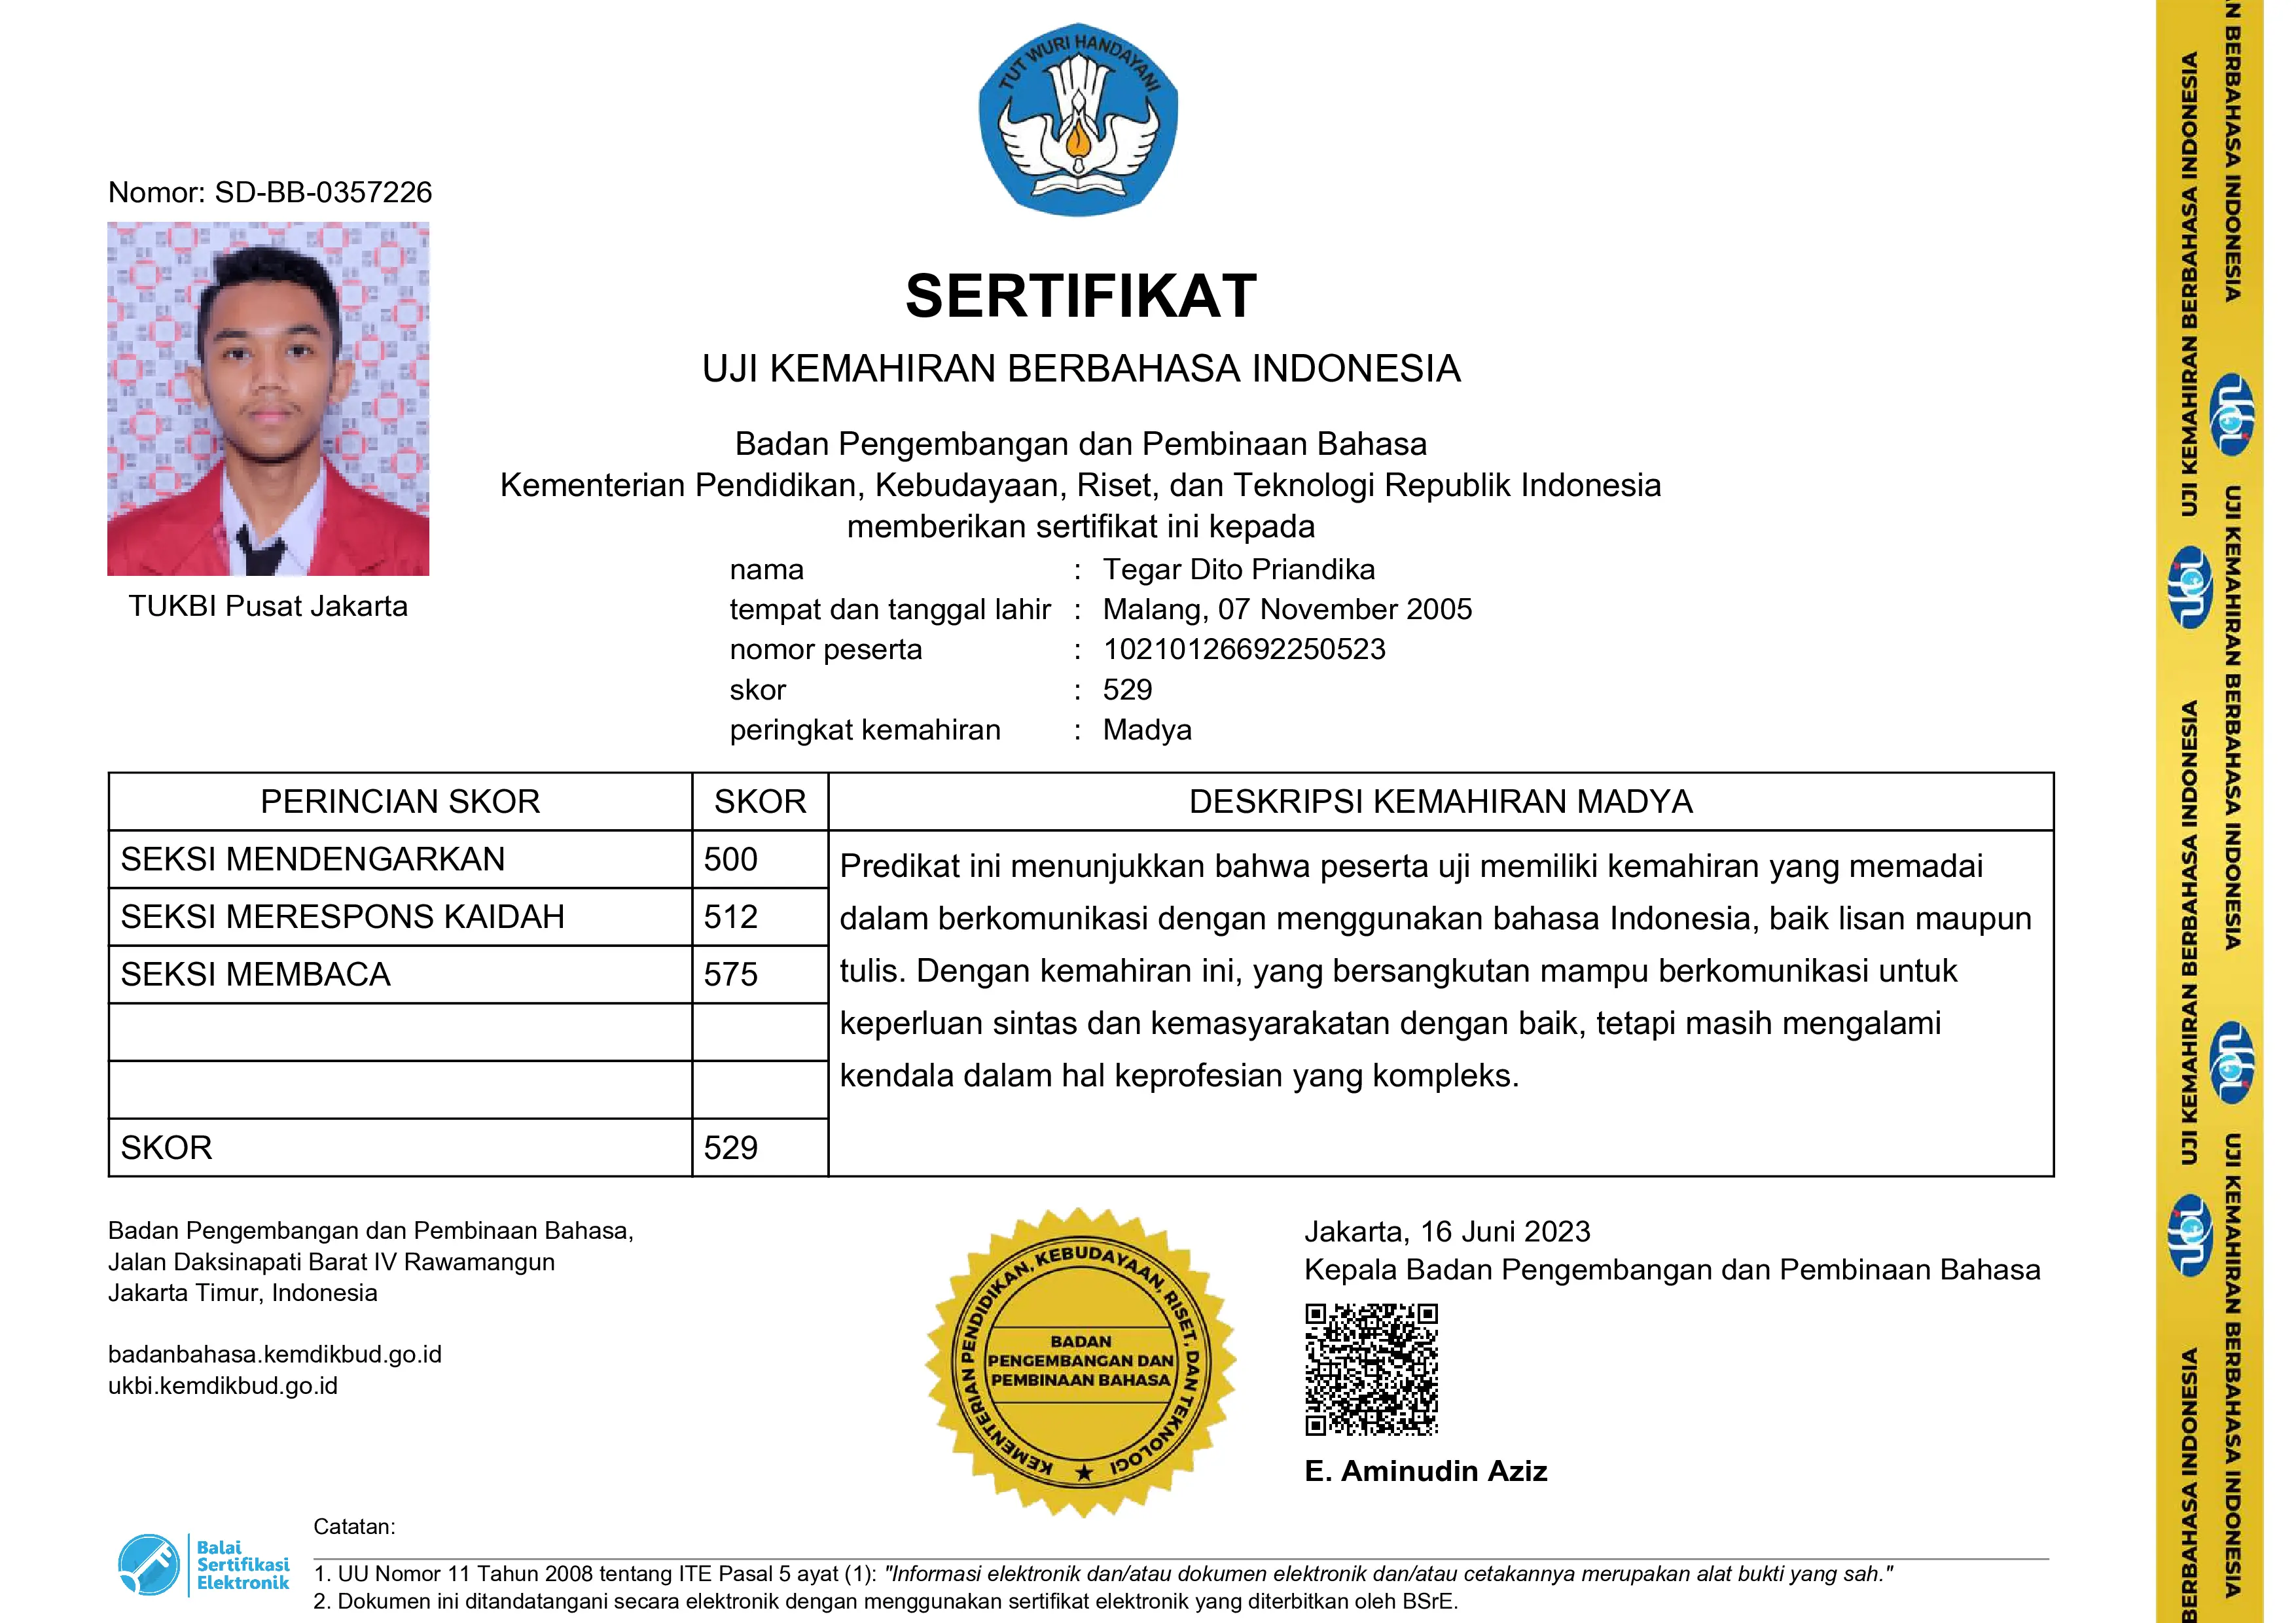 TUT WURI HANDAYANI
Nomor: SD-BB-0357226
TUKBI Pusat Jakarta
SERTIFIKAT
UJI KEMAHIRAN BERBAHASA INDONESIA
Badan Pengembangan dan Pembinaan Bahasa
Kementerian Pendidikan, Kebudayaan, Riset, dan Teknologi Republik Indonesia
memberikan sertifikat ini kepada
nama : Tegar Dito Priandika
tempat dan tanggal lahir : Malang, 07 November 2005
nomor peserta : 10210126692250523
skor : 529
peringkat kemahiran : Madya
PERINCIAN SKOR SKOR DESKRIPSI KEMAHIRAN MADYA
SEKSI MENDENGARKAN 500
SEKSI MERESPONS KAIDAH 512
SEKSI MEMBACA 575
SKOR 529
Predikat ini menunjukkan bahwa peserta uji memiliki kemahiran yang memadai
dalam berkomunikasi dengan menggunakan bahasa Indonesia, baik lisan maupun
tulis. Dengan kemahiran ini, yang bersangkutan mampu berkomunikasi untuk
keperluan sintas dan kemasyarakatan dengan baik, tetapi masih mengalami
kendala dalam hal keprofesian yang kompleks.
Badan Pengembangan dan Pembinaan Bahasa,
Jalan Daksinapati Barat IV Rawamangun
Jakarta Timur, Indonesia
badanbahasa.kemdikbud.go.id
ukbi.kemdikbud.go.id
KEMENTERIAN PENDIDIKAN, KEBUDAYAAN, RISET, DAN TEKNOLOGI
BADAN
PENGEMBANGAN DAN
PEMBINAAN BAHASA
Jakarta, 16 Juni 2023
Kepala Badan Pengembangan dan Pembinaan Bahasa
E. Aminudin Aziz
Balai
Sertifikasi
Elektronik
Catatan:
1. UU Nomor 11 Tahun 2008 tentang ITE Pasal 5 ayat (1): "Informasi elektronik dan/atau dokumen elektronik dan/atau cetakannya merupakan alat bukti yang sah."
2. Dokumen ini ditandatangani secara elektronik dengan menggunakan sertifikat elektronik yang diterbitkan oleh BSrE.
UJI KEMAHIRAN BERBAHASA INDONESIA
ukbi
UJI KEMAHIRAN BERBAHASA INDONESIA
ukbi
BERBAHASA INDONESIA
N BERBAHASA INDONESIA
ukbi
UJI KEMAHIRAN BERBAHASA INDONESIA
ukbi
UJI KEMAHIRAN BERBAHASA INDONESIA